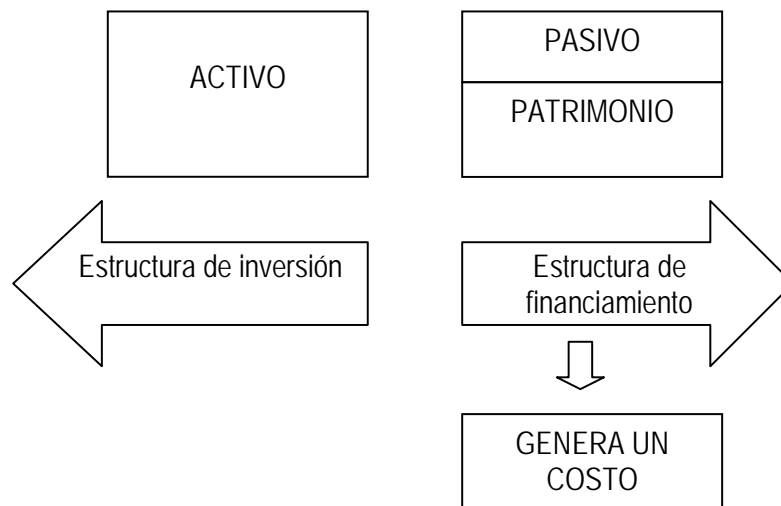 ACTIVO
PASIVO
PATRIMONIO
Estructura de inversión
Estructura de
financiamiento
GENERA UN
COSTO